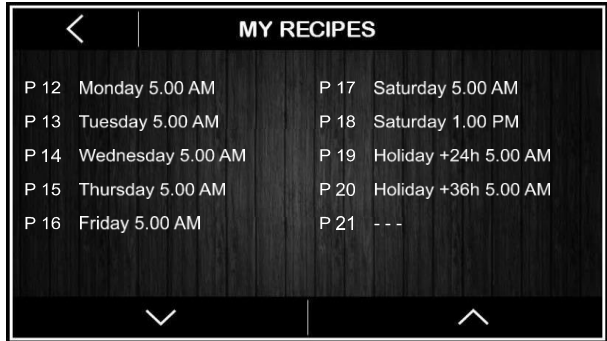 MY RECIPES
P 12 Monday 5.00 AM
P 13 Tuesday 5.00 AM
P 14 Wednesday 5.00 AM
P 15 Thursday 5.00 AM
P 16 Friday 5.00 AM
P 17 Saturday 5.00 AM
P 18 Saturday 1.00 PM
P 19 Holiday +24h 5.00 AM
P 20 Holiday +36h 5.00 AM
P 21 - - -